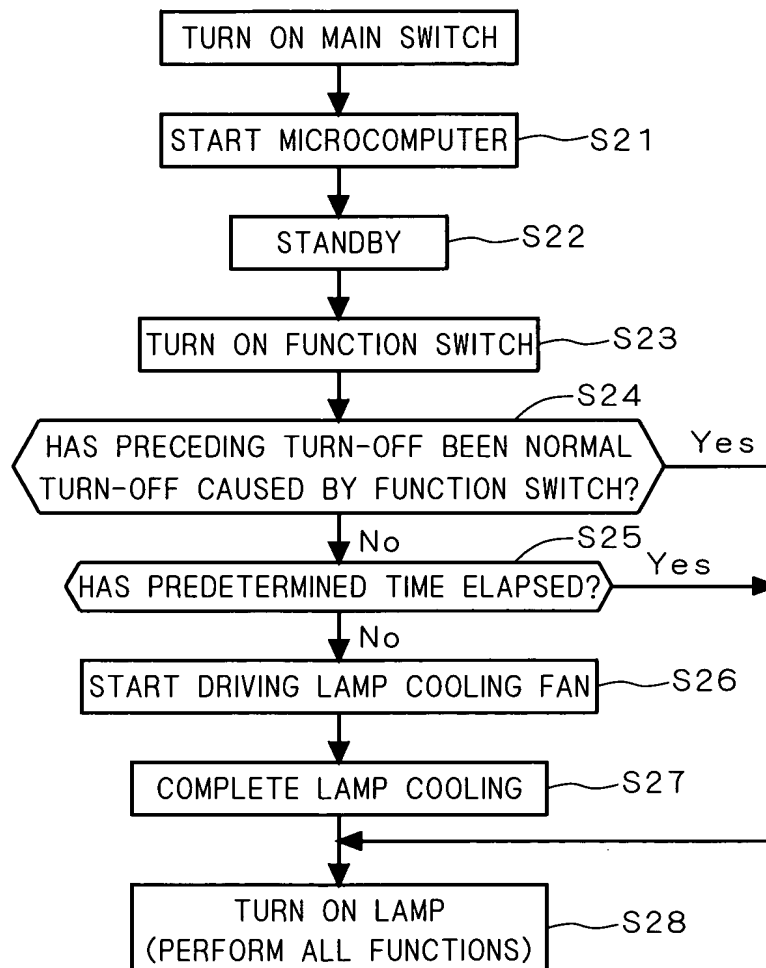 TURN ON MAIN SWITCH
START MICROCOMPUTER
S21
STANDBY
S22
TURN ON FUNCTION SWITCH
S23
S24
HAS PRECEDING TURN-OFF BEEN NORMAL
TURN-OFF CAUSED BY FUNCTION SWITCH?
Yes
No
S25
HAS PREDETERMINED TIME ELAPSED?
Yes
No
START DRIVING LAMP COOLING FAN
S26
COMPLETE LAMP COOLING
S27
TURN ON LAMP
(PERFORM ALL FUNCTIONS)
S28